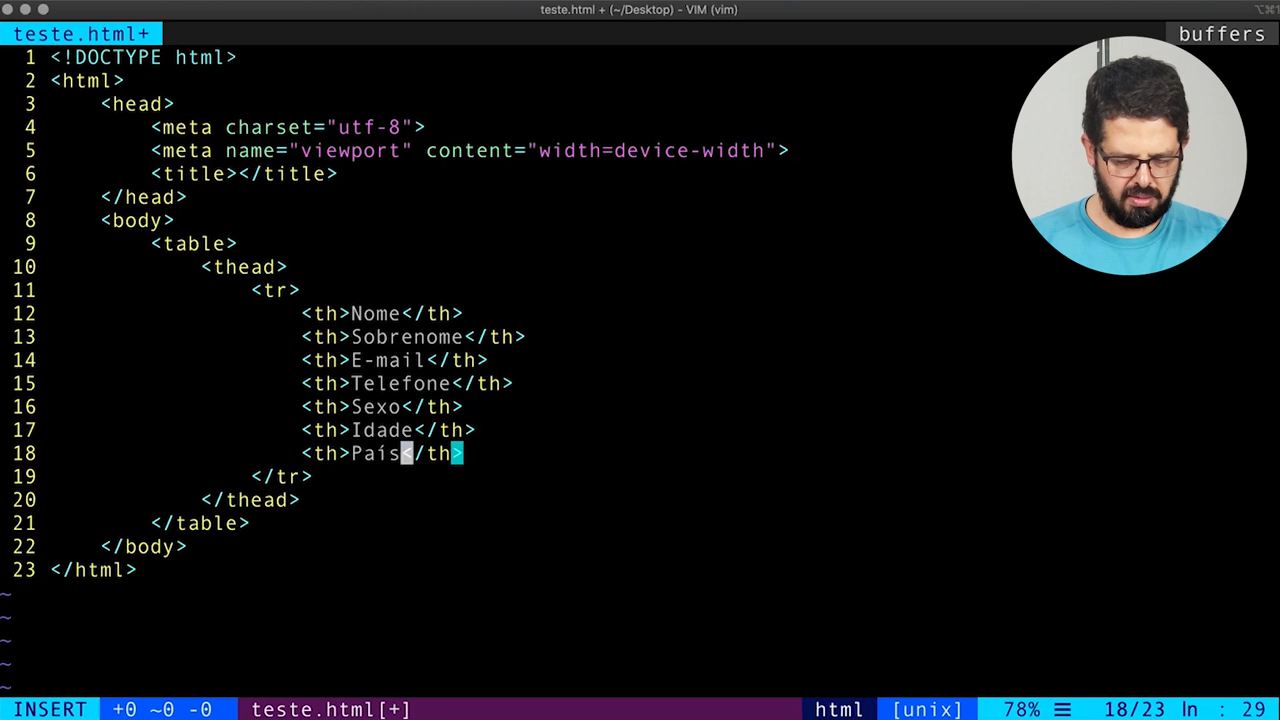 teste.html + (~/Desktop) - VIM (vim)
teste.html+ buffers
1 <!DOCTYPE html>
2 <html>
3 <head>
4 <meta charset="utf-8">
5 <meta name="viewport" content="width=device-width">
6 <title></title>
7 </head>
8 <body>
9 <table>
10 <thead>
11 <tr>
12 <th>Nome</th>
13 <th>Sobrenome</th>
14 <th>E-mail</th>
15 <th>Telefone</th>
16 <th>Sexo</th>
17 <th>Idade</th>
18 <th>País</th>
19 </tr>
20 </thead>
21 </table>
22 </body>
23 </html>
~
~
~
~
~
INSERT +0 ~0 -0 teste.html[+] html [unix] 78% ☰ 18/23 ln : 29